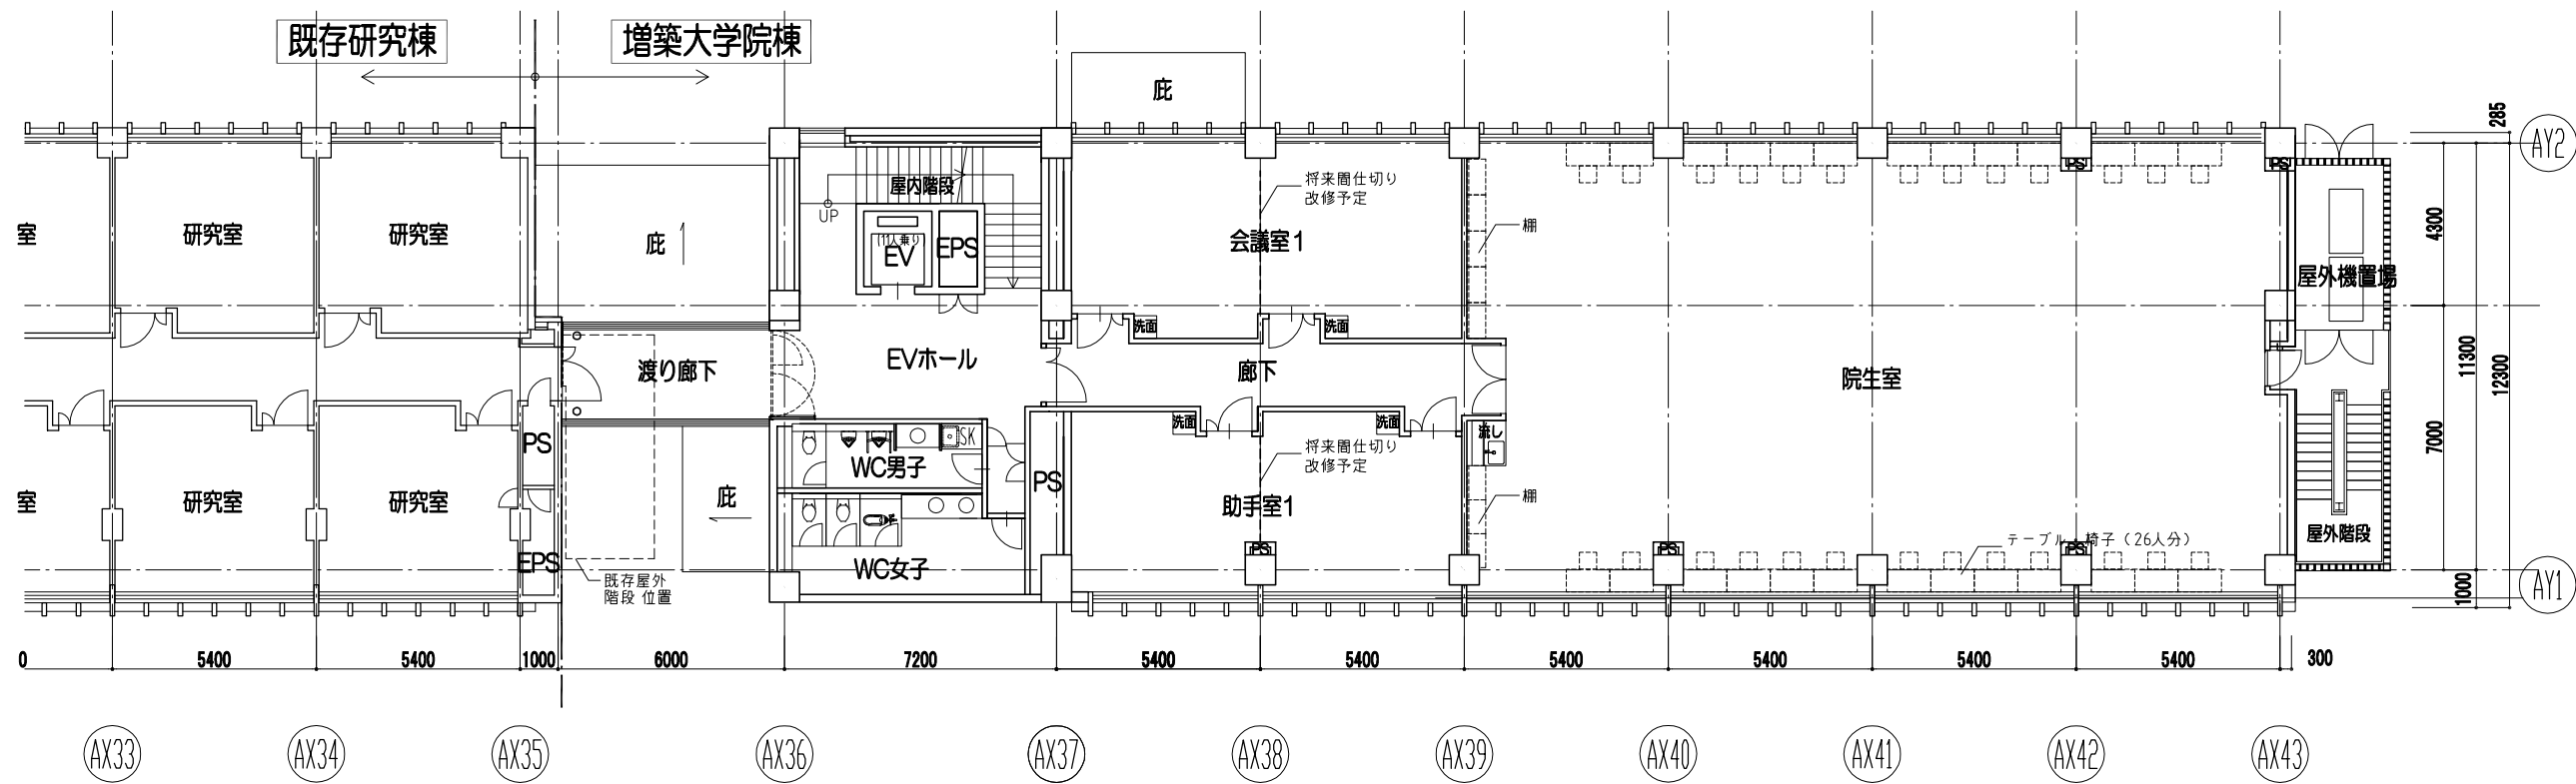 既存研究棟
増築大学院棟
庇
285
AY2
室
研究室
研究室
庇
屋内階段
UP
(11人乗り)
EV
EPS
会議室1
将来間仕切り
改修予定
棚
PS
PS
4300
屋外機置場
洗面
洗面
渡り廊下
EVホール
廊下
院生室
11300
12300
PS
SK
WC男子
洗面
洗面
流し
将来間仕切り
改修予定
7000
室
研究室
研究室
庇
PS
助手室1
棚
EPS
WC女子
PS
PS
PS
テーブル・椅子(26人分)
屋外階段
既存屋外
階段 位置
1000
AY1
0
5400
5400
1000
6000
7200
5400
5400
5400
5400
5400
5400
300
AX33
AX34
AX35
AX36
AX37
AX38
AX39
AX40
AX41
AX42
AX43